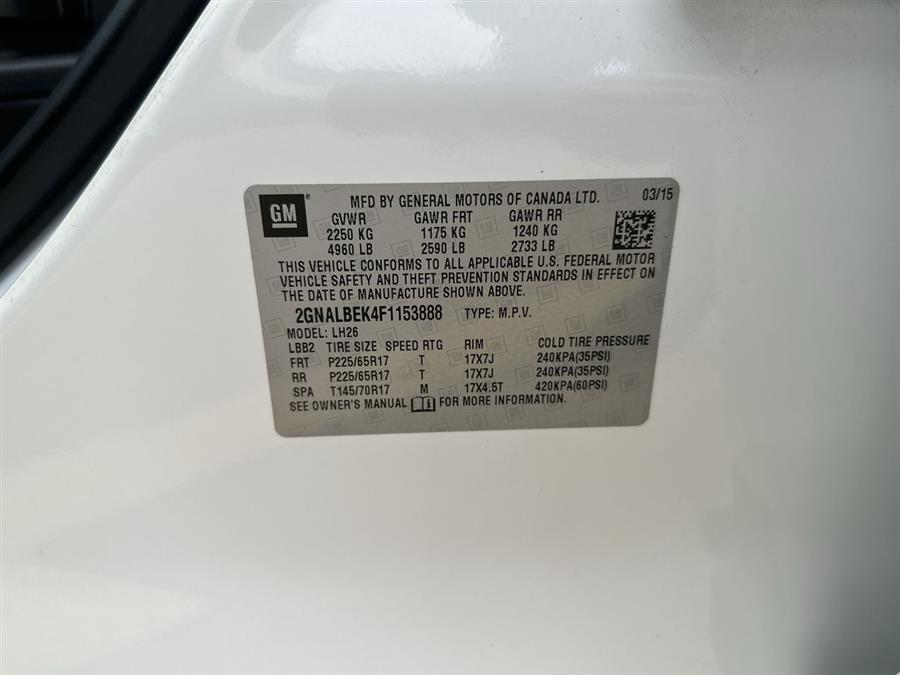 GM ® MFD BY GENERAL MOTORS OF CANADA LTD. 03/15
GVWR GAWR FRT GAWR RR
2250 KG 1175 KG 1240 KG
4960 LB 2590 LB 2733 LB
THIS VEHICLE CONFORMS TO ALL APPLICABLE U.S. FEDERAL MOTOR
VEHICLE SAFETY AND THEFT PREVENTION STANDARDS IN EFFECT ON
THE DATE OF MANUFACTURE SHOWN ABOVE.
2GNALBEK4F1153888 TYPE: M.P.V.
MODEL: LH26
LBB2 TIRE SIZE SPEED RTG RIM COLD TIRE PRESSURE
FRT P225/65R17 T 17X7J 240KPA(35PSI)
RR P225/65R17 T 17X7J 240KPA(35PSI)
SPA T145/70R17 M 17X4.5T 420KPA(60PSI)
SEE OWNER'S MANUAL FOR MORE INFORMATION.